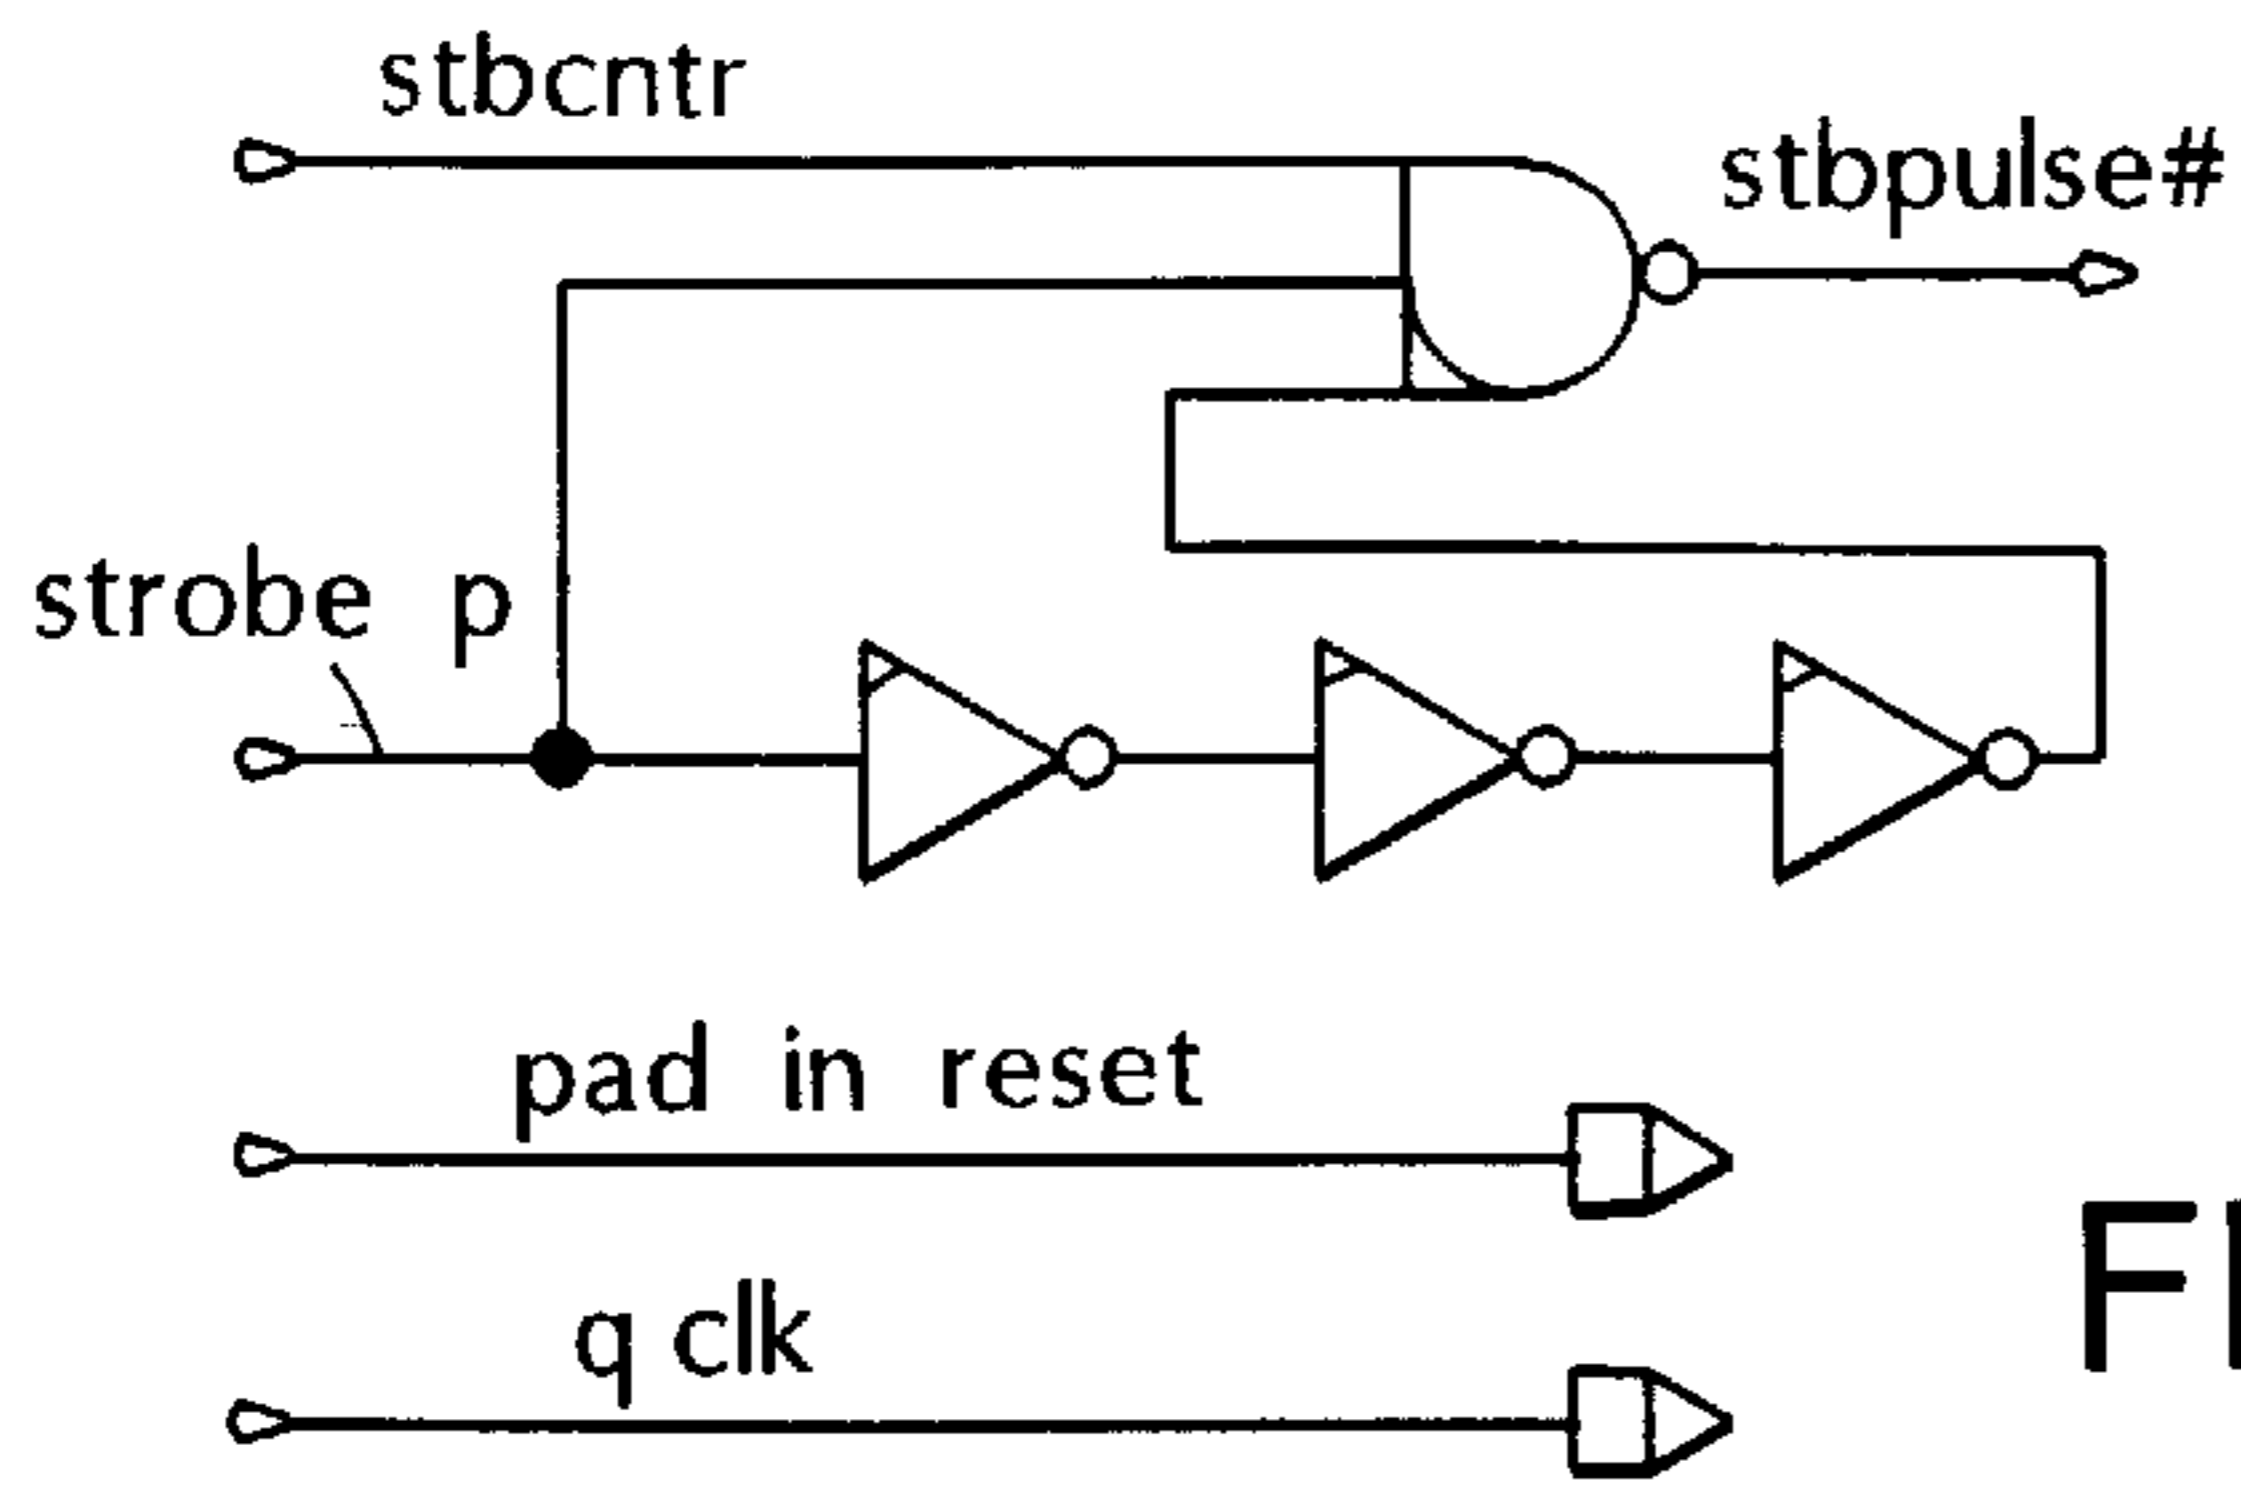 stbcntr
stbpulse#
strobe p
pad in reset
q clk